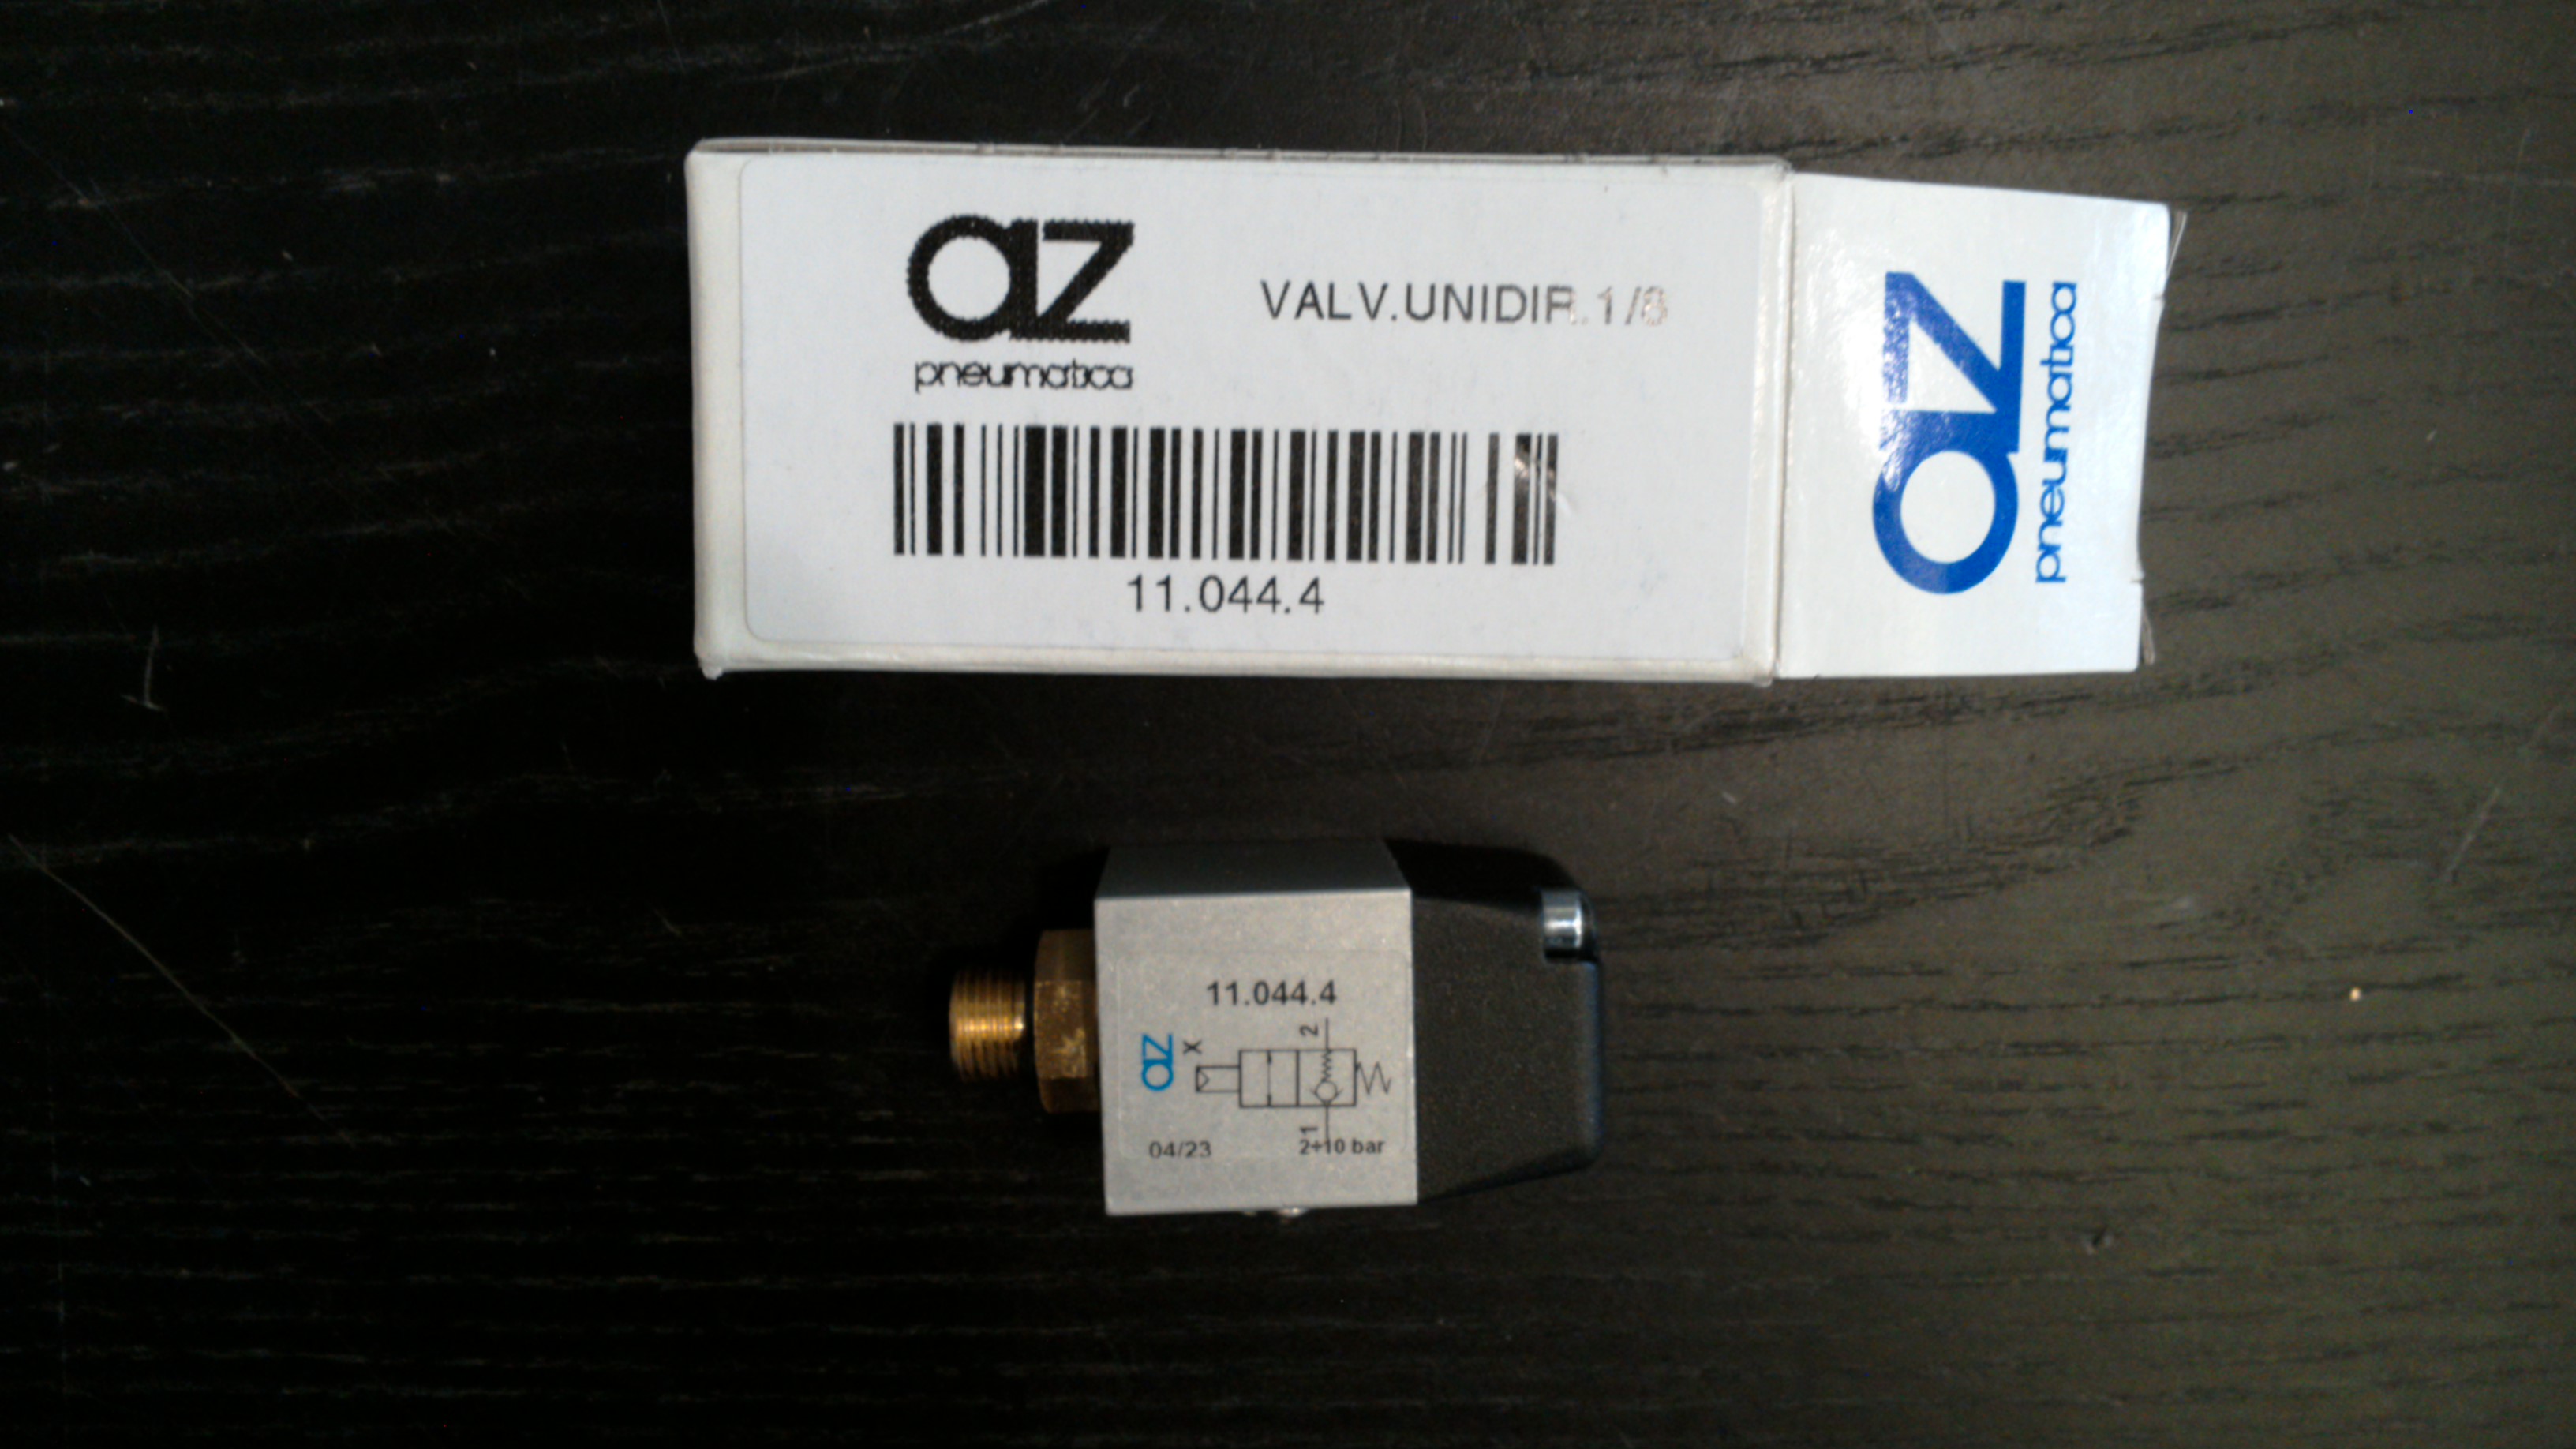 az
pneumatica
VALV.UNIDIR.1/8
11.044.4
az
pneumatica
11.044.4
az
X
2
1
04/23
2÷10 bar